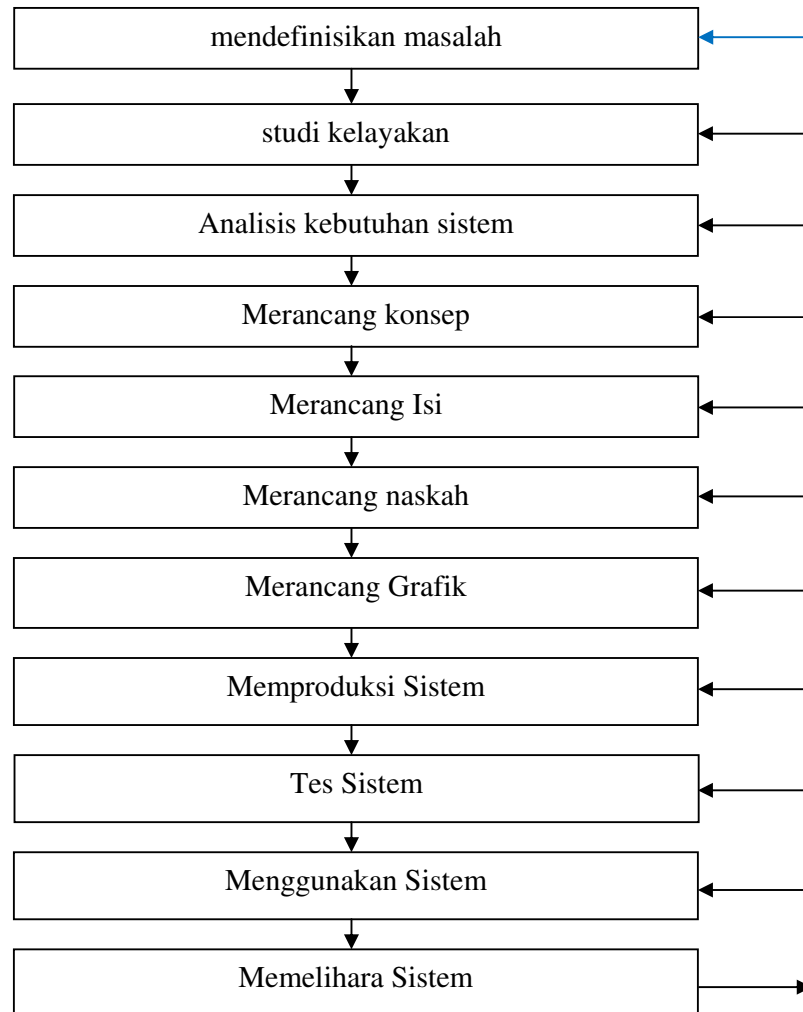 mendefinisikan masalah
studi kelayakan
Analisis kebutuhan sistem
Merancang konsep
Merancang Isi
Merancang naskah
Merancang Grafik
Memproduksi Sistem
Tes Sistem
Menggunakan Sistem
Memelihara Sistem